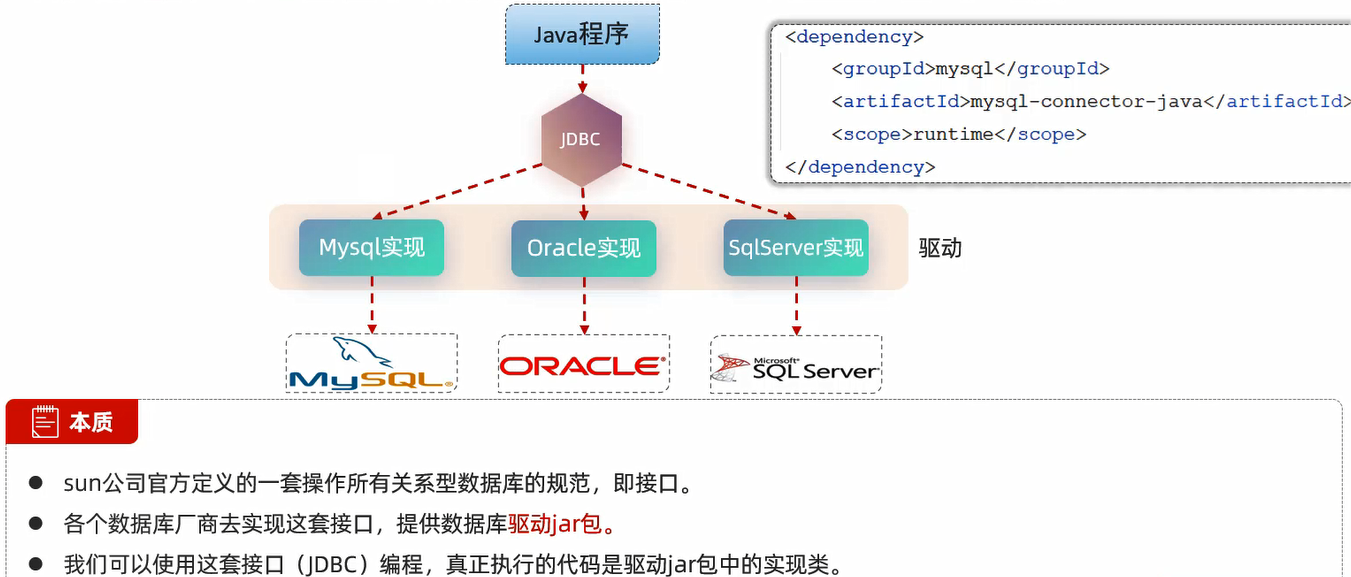 Java程序
<dependency>
<groupId>mysql</groupId>
<artifactId>mysql-connector-java</artifactId>
<scope>runtime</scope>
</dependency>
JDBC
Mysql实现
Oracle实现
SqlServer实现
驱动
MySQL®
ORACLE®
Microsoft®
SQL Server
本质
● sun公司官方定义的一套操作所有关系型数据库的规范，即接口。
● 各个数据库厂商去实现这套接口，提供数据库驱动jar包。
● 我们可以使用这套接口（JDBC）编程，真正执行的代码是驱动jar包中的实现类。